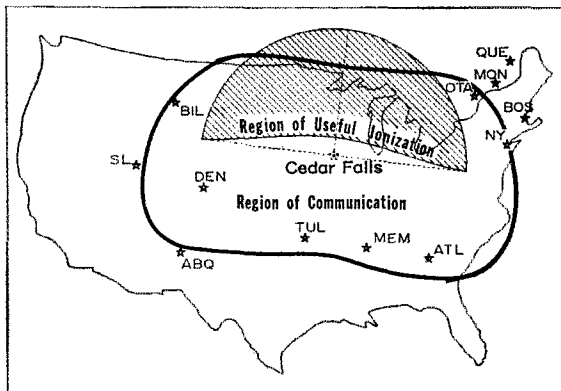 QUE
MON
OTA
BOS
NY
BIL
Region of Useful Ionization
SL
Cedar Falls
DEN
Region of Communication
TUL
MEM
ATL
ABQ